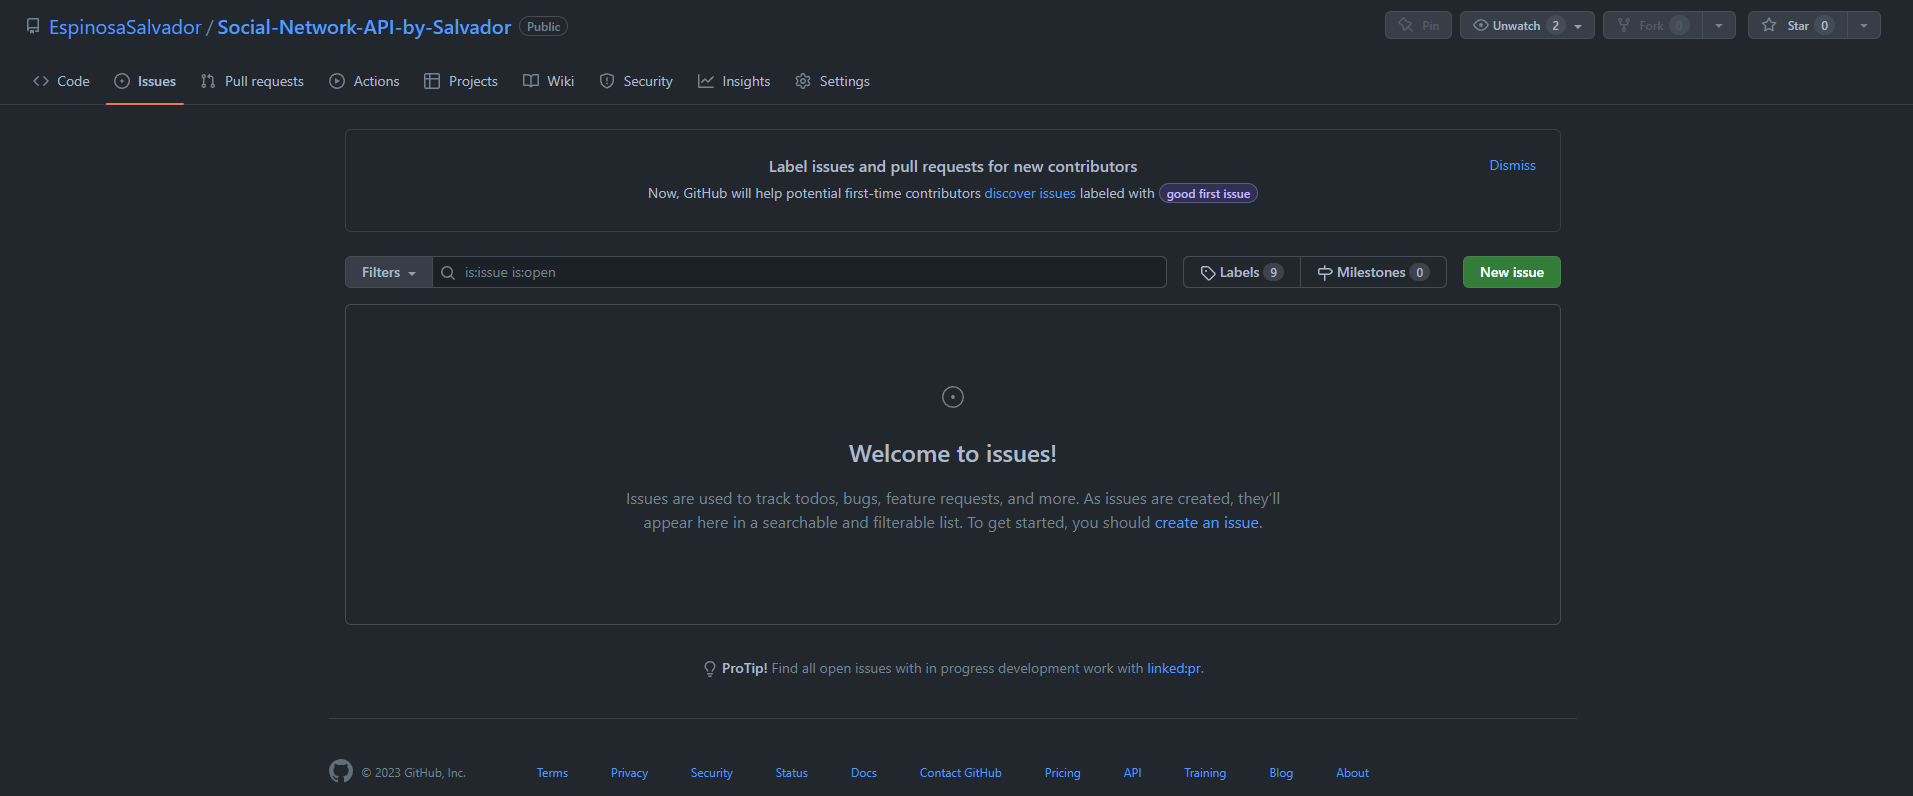 EspinosaSalvador / Social-Network-API-by-Salvador Public Pin Unwatch 2 Fork 0 Star 0
Code Issues Pull requests Actions Projects Wiki Security Insights Settings
Label issues and pull requests for new contributors Dismiss
Now, GitHub will help potential first-time contributors discover issues labeled with good first issue
Filters is:issue is:open Labels 9 Milestones 0 New issue
Welcome to issues!
Issues are used to track todos, bugs, feature requests, and more. As issues are created, they'll
appear here in a searchable and filterable list. To get started, you should create an issue.
ProTip! Find all open issues with in progress development work with linked:pr.
© 2023 GitHub, Inc. Terms Privacy Security Status Docs Contact GitHub Pricing API Training Blog About